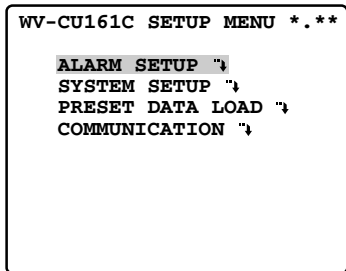 WV-CU161C SETUP MENU *.**
ALARM SETUP
SYSTEM SETUP
PRESET DATA LOAD
COMMUNICATION